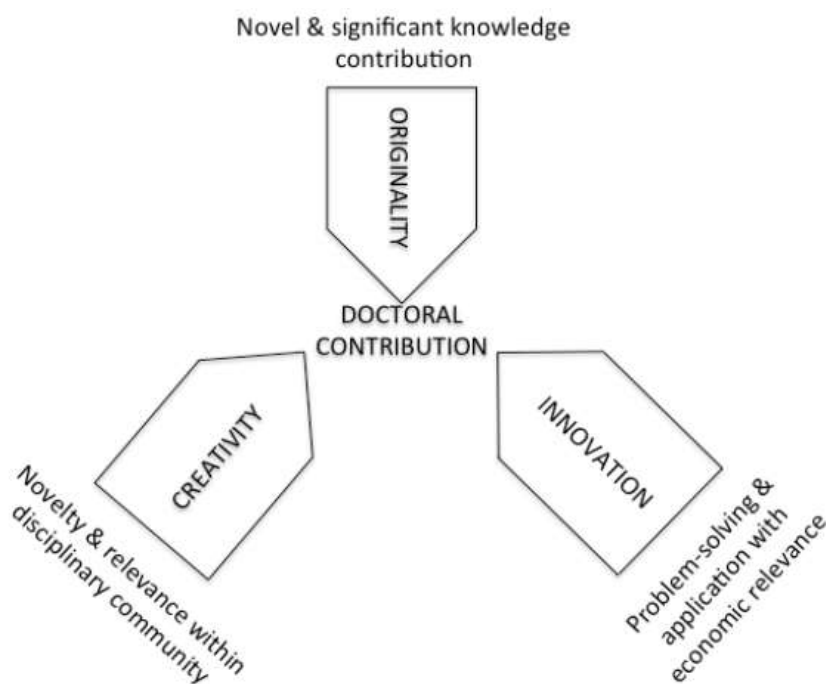 Novel & significant knowledge
contribution
ORIGINALITY
DOCTORAL
CONTRIBUTION
CREATIVITY
Novelty & relevance within
disciplinary community
INNOVATION
Problem-solving &
application with
economic relevance